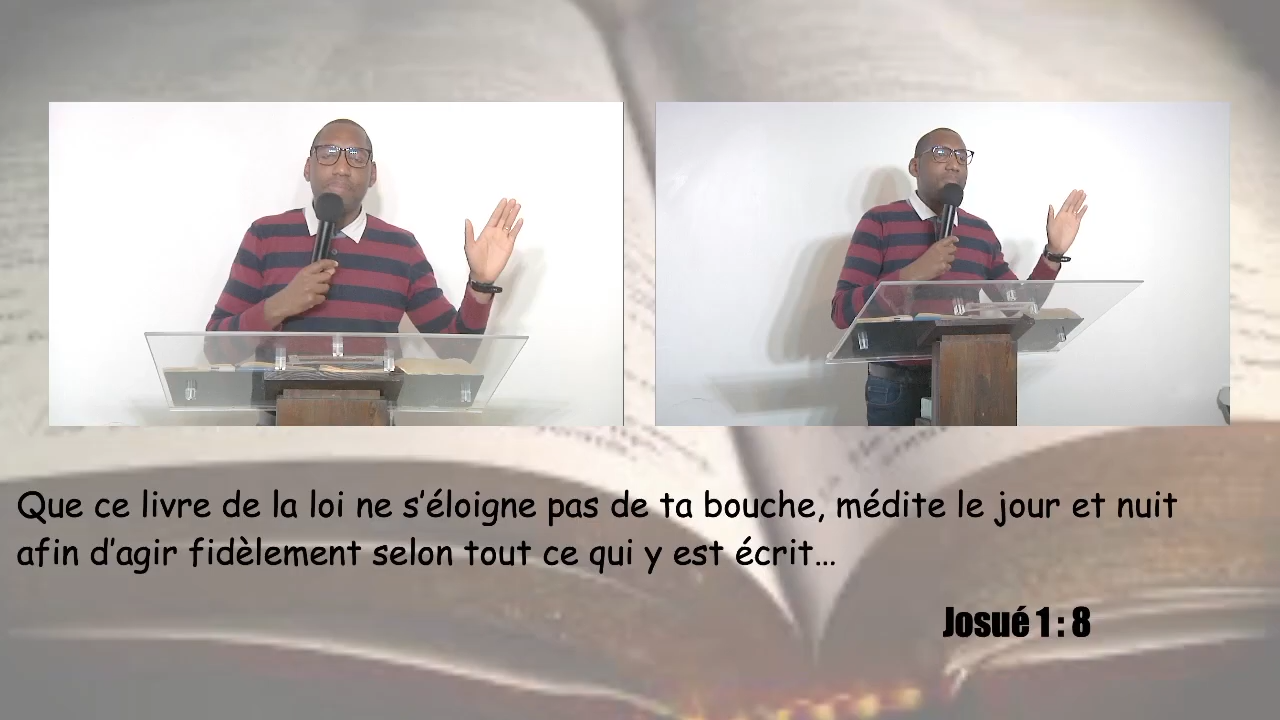 Que ce livre de la loi ne s’éloigne pas de ta bouche, médite le jour et nuit
afin d’agir fidèlement selon tout ce qui y est écrit…
Josué 1 : 8